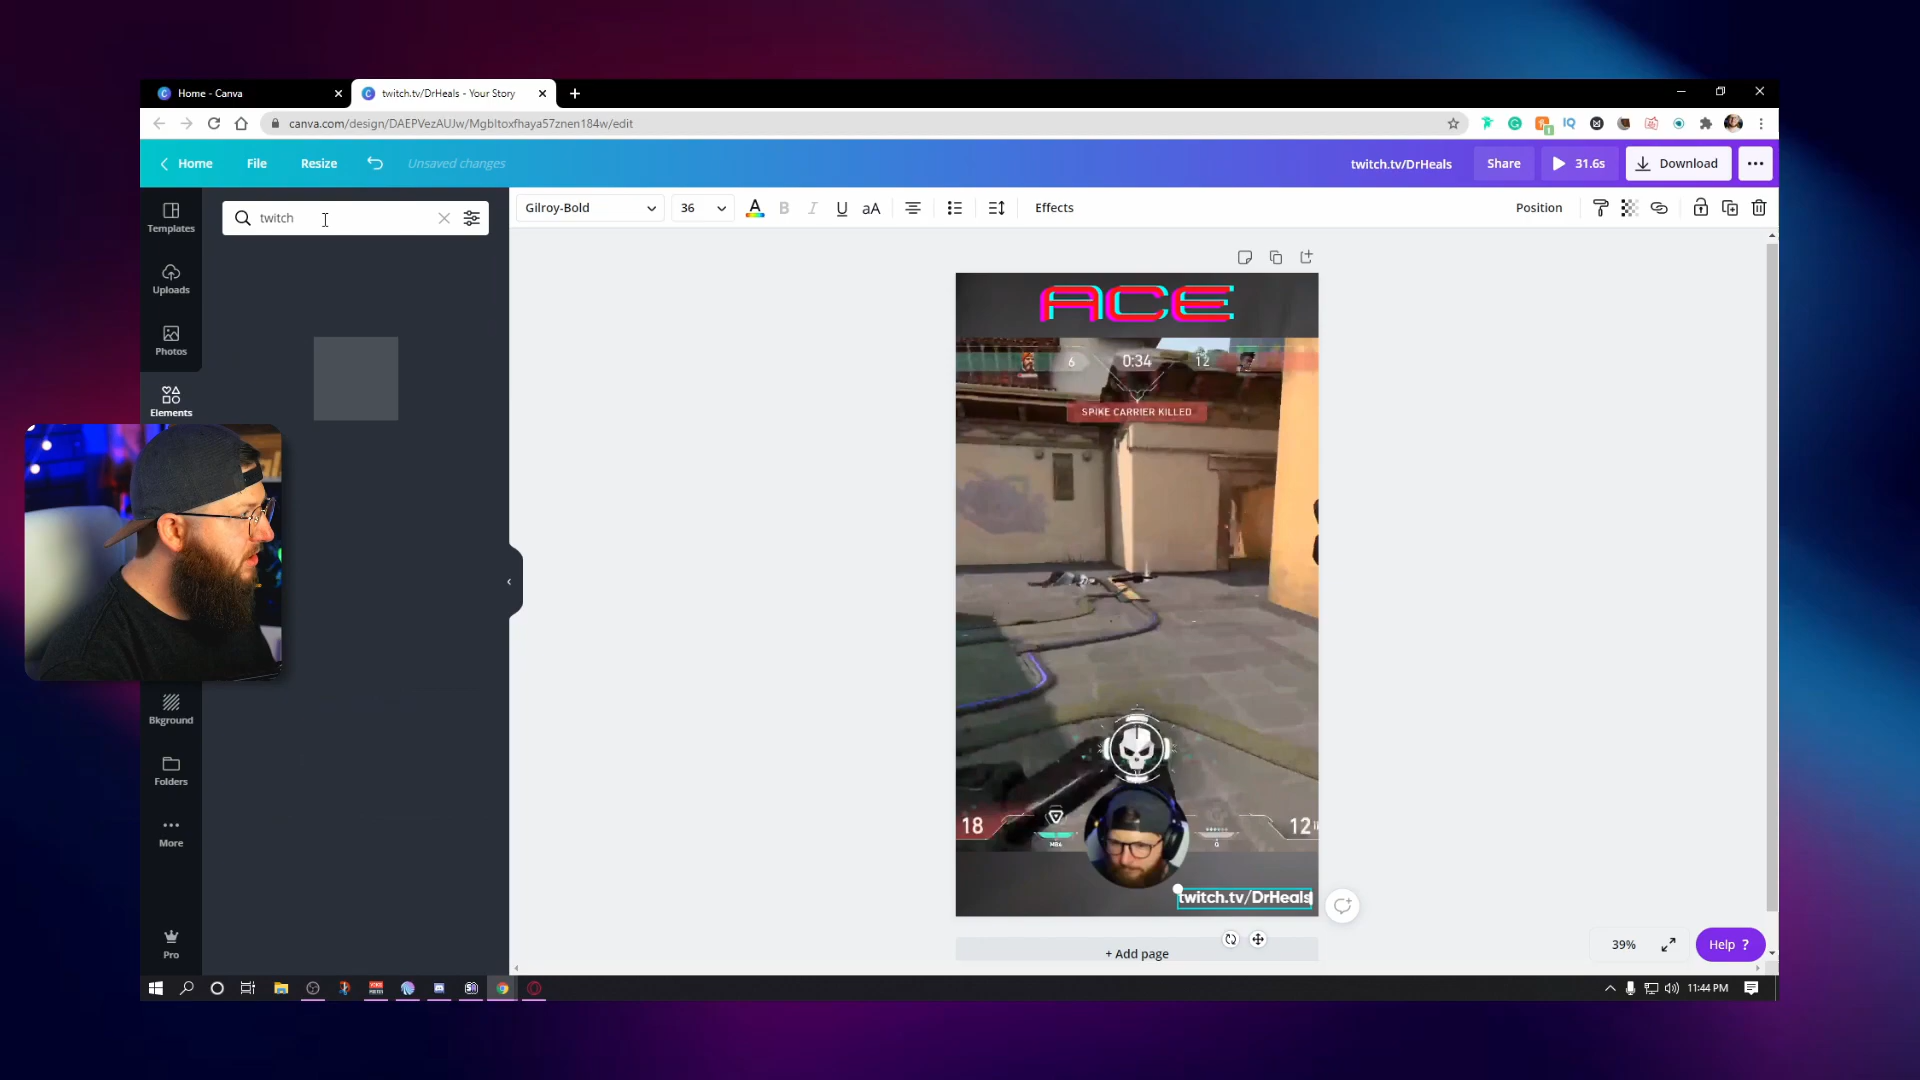 Home - Canva
twitch.tv/DrHeals - Your Story
canva.com/design/DAEPVezAUJw/Mgbltoxfhaya57znen184w/edit
Home
File
Resize
Unsaved changes
twitch.tv/DrHeals
Share
31.6s
Download
Templates
twitch
Gilroy-Bold
36
A
B
I
U
aA
Effects
Position
Uploads
Photos
Elements
Bkground
Folders
More
Pro
ACE
6
0:34
12
SPIKE CARRIER KILLED
18
12
twitch.tv/DrHeals
+ Add page
39%
Help ?
11:44 PM